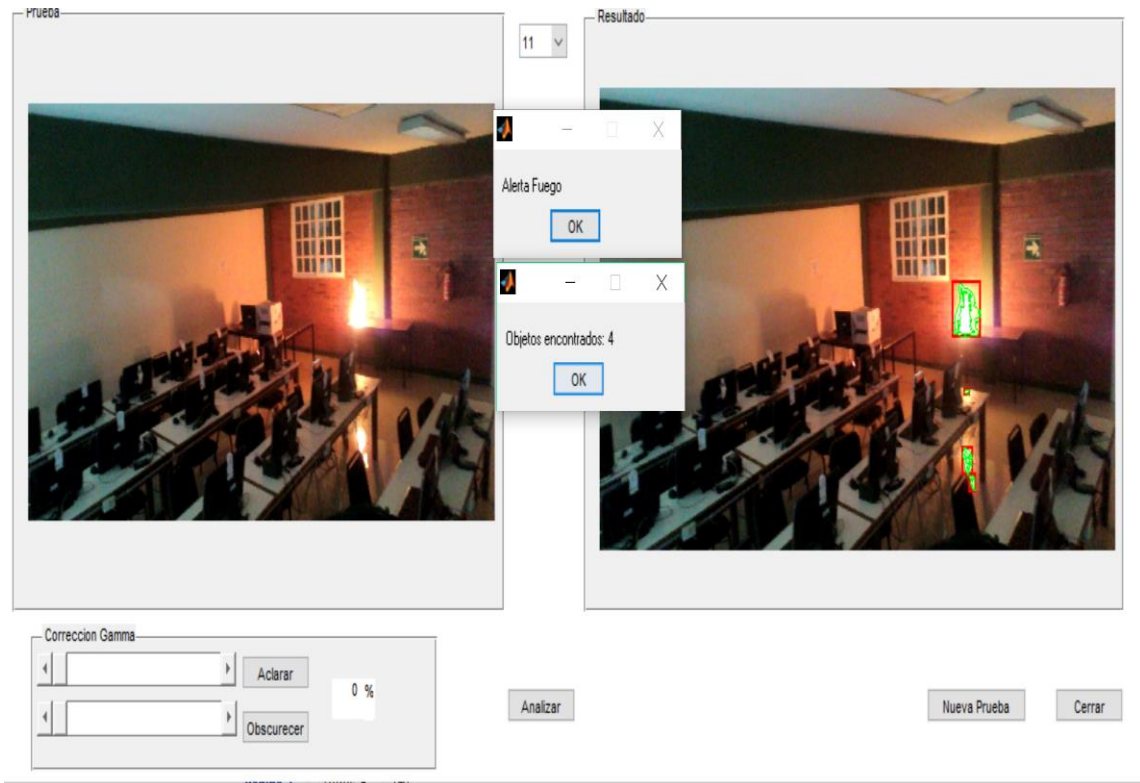 Prueba
11
Resultado
Alerta Fuego
OK
Objetos encontrados: 4
OK
Correccion Gamma
Aclarar
0 %
Obscurecer
Analizar
Nueva Prueba
Cerrar